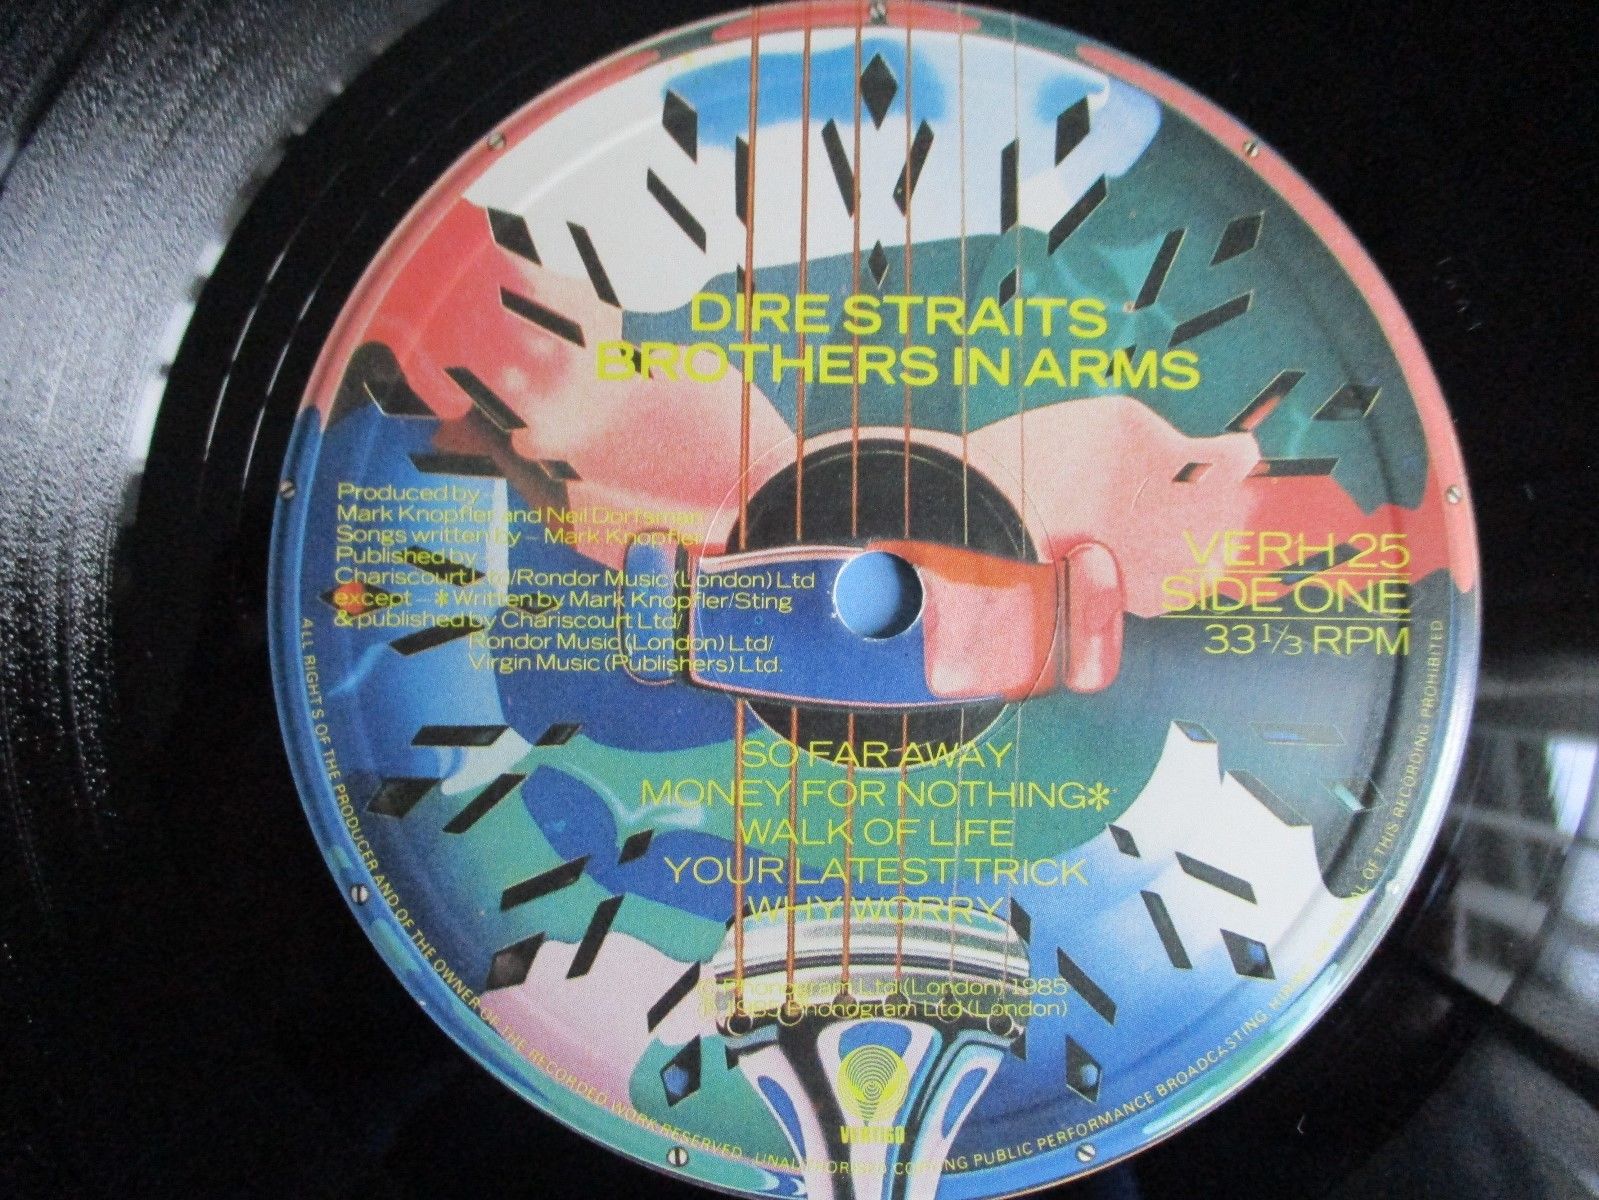 DIRE STRAITS
BROTHERS IN ARMS
Produced by –
Mark Knopfler and Neil Dorfsman
Songs written by – Mark Knopfler
Published by –
Chariscourt Ltd/Rondor Music (London) Ltd
except – * Written by Mark Knopfler/Sting
& published by Chariscourt Ltd/
Rondor Music (London) Ltd/
Virgin Music (Publishers) Ltd.
VERH 25
SIDE ONE
33 1/3 RPM
SO FAR AWAY
MONEY FOR NOTHING*
WALK OF LIFE
YOUR LATEST TRICK
WHY WORRY
© Phonogram Ltd (London) 1985
℗ 1985 Phonogram Ltd (London)
VERTIGO
ALL RIGHTS OF THE PRODUCER AND OF THE OWNER OF THE RECORDED WORK RESERVED. UNAUTHORISED COPYING PUBLIC PERFORMANCE BROADCASTING HIRING OR RENTAL OF THIS RECORDING PROHIBITED